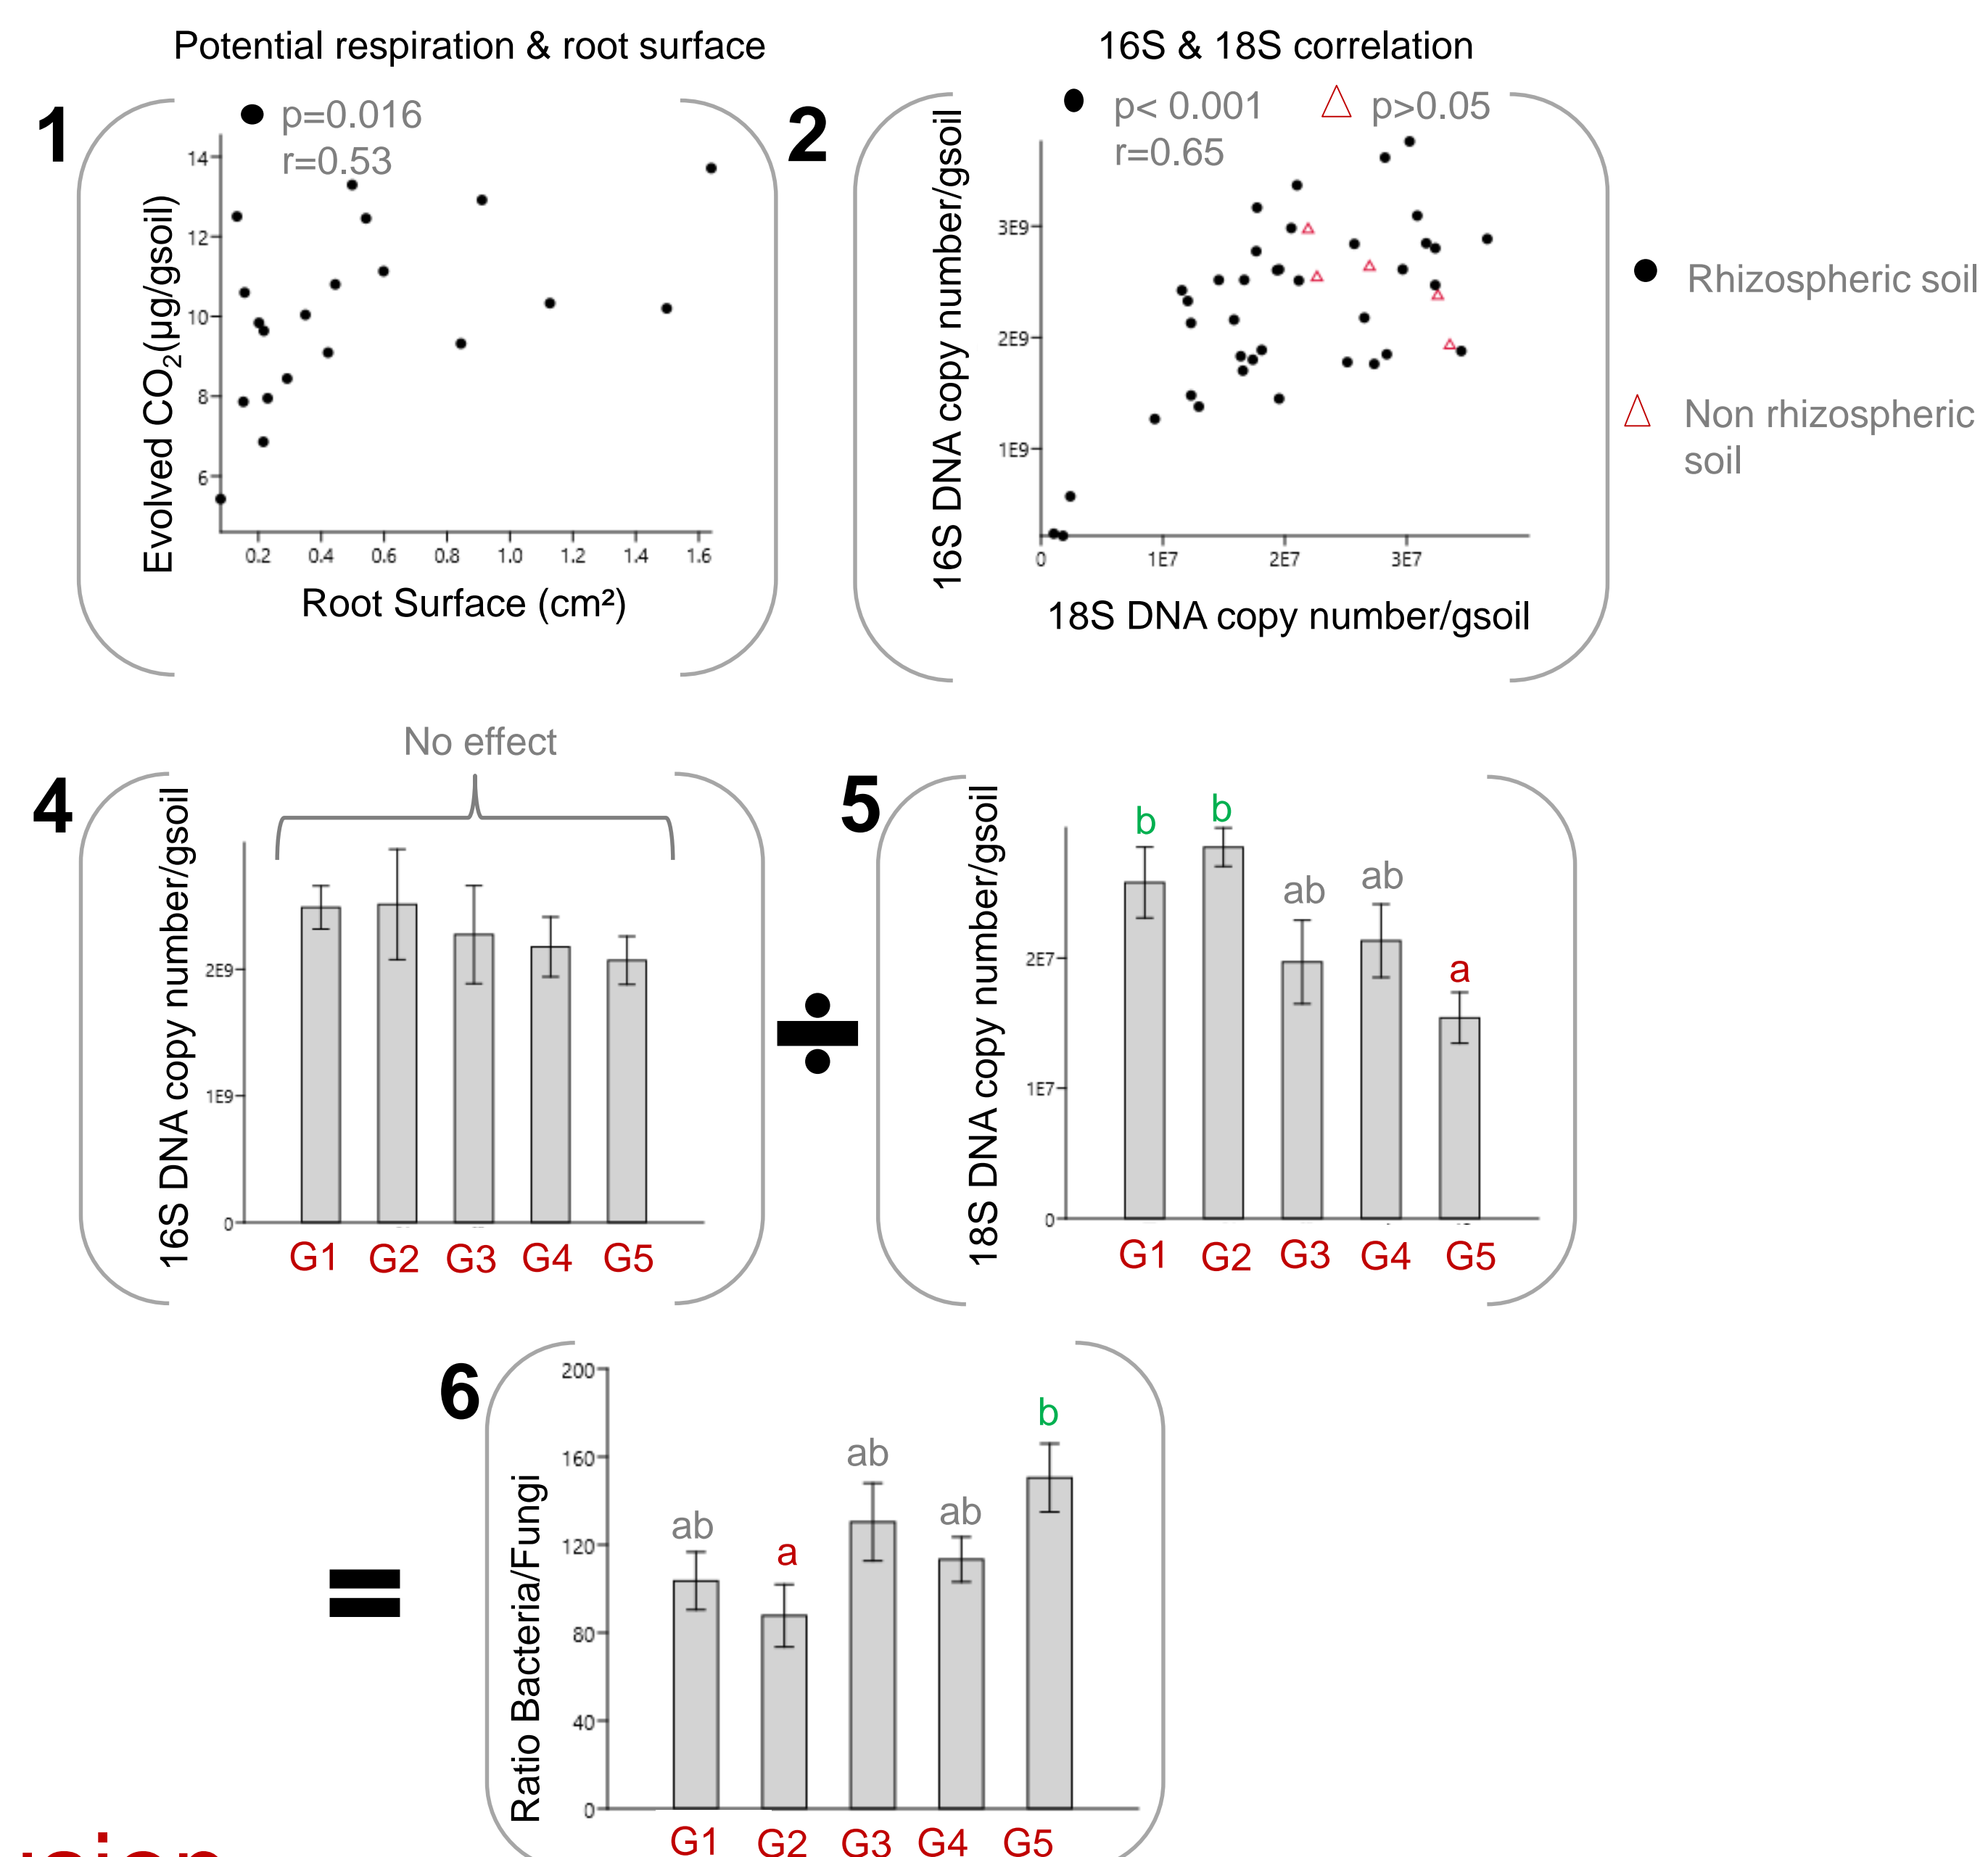 Potential respiration & root surface
1
p=0.016
r=0.53
Evolved CO₂(µg/gsoil)
14
12
10
8
6
0.2 0.4 0.6 0.8 1.0 1.2 1.4 1.6
Root Surface (cm²)
16S & 18S correlation
2
p< 0.001
r=0.65
p>0.05
16S DNA copy number/gsoil
3E9
2E9
1E9
0 1E7 2E7 3E7
18S DNA copy number/gsoil
Rhizospheric soil
Non rhizospheric
soil
No effect
4
16S DNA copy number/gsoil
2E9
1E9
0
G1 G2 G3 G4 G5
÷
5
18S DNA copy number/gsoil
b b ab ab a
2E7
1E7
0
G1 G2 G3 G4 G5
=
6
Ratio Bacteria/Fungi
200
160
120
80
40
0
ab a ab ab b
G1 G2 G3 G4 G5